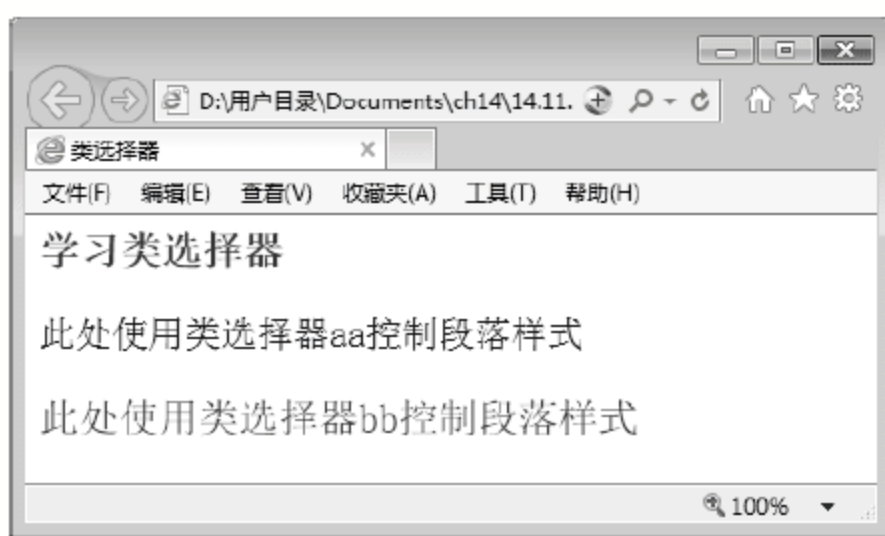 D:\用户目录\Documents\ch14\14.11.
类选择器
文件(F) 编辑(E) 查看(V) 收藏夹(A) 工具(T) 帮助(H)
学习类选择器
此处使用类选择器aa控制段落样式
此处使用类选择器bb控制段落样式
100%